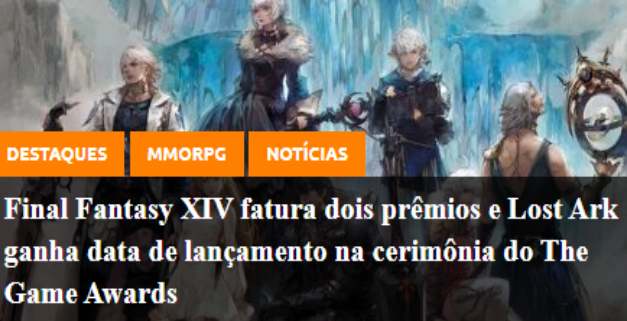 DESTAQUES MMORPG NOTÍCIAS
Final Fantasy XIV fatura dois prêmios e Lost Ark
ganha data de lançamento na cerimônia do The
Game Awards